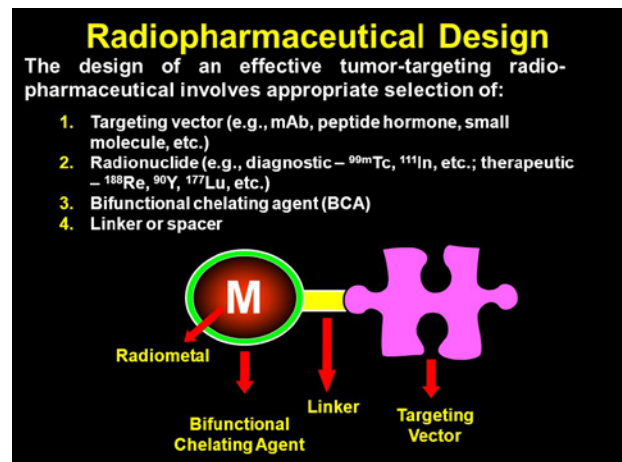 Radiopharmaceutical Design
The design of an effective tumor-targeting radio-
pharmaceutical involves appropriate selection of:
1. Targeting vector (e.g., mAb, peptide hormone, small
molecule, etc.)
2. Radionuclide (e.g., diagnostic – ⁹⁹ᵐTc, ¹¹¹In, etc.; therapeutic
– ¹⁸⁸Re, ⁹⁰Y, ¹⁷⁷Lu, etc.)
3. Bifunctional chelating agent (BCA)
4. Linker or spacer
M
Radiometal
Bifunctional
Chelating Agent
Linker
Targeting
Vector